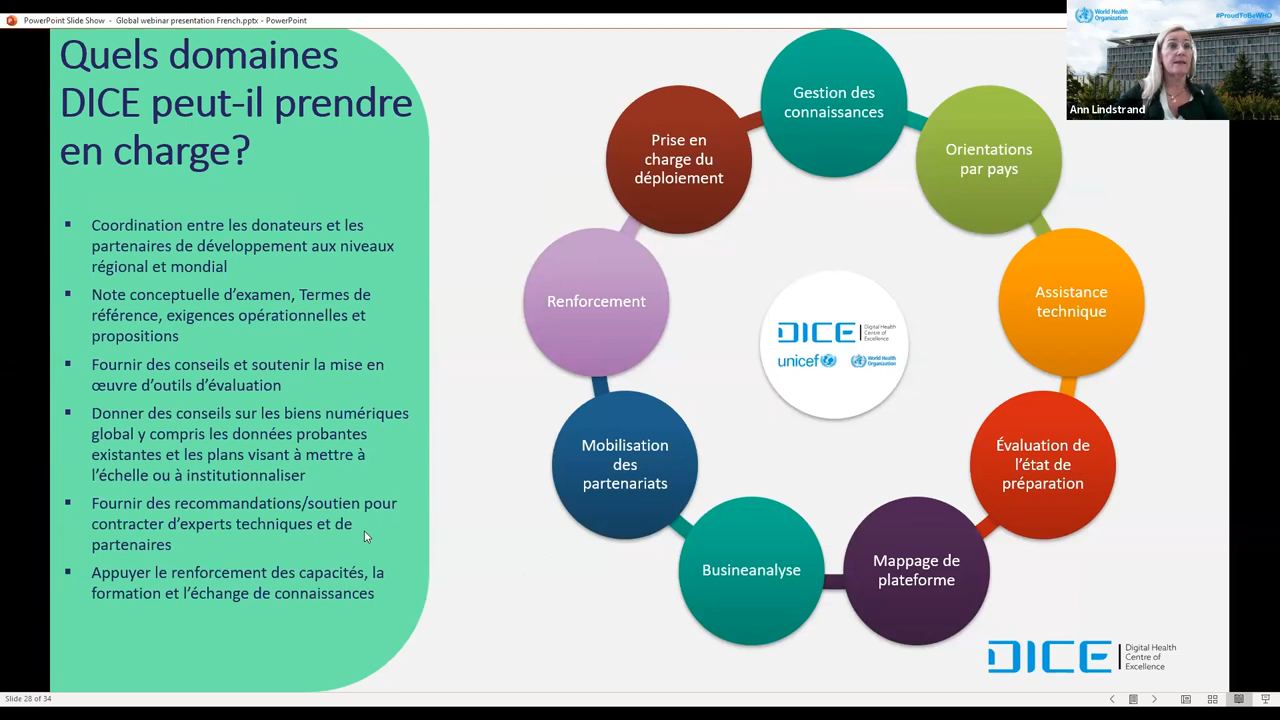 PowerPoint Slide Show - Global webinar presentation French.pptx - PowerPoint
World Health
Organization
#ProudToBeWHO
Ann Lindstrand
Quels domaines
DICE peut-il prendre
en charge?
Coordination entre les donateurs et les
partenaires de développement aux niveaux
régional et mondial
Note conceptuelle d’examen, Termes de
référence, exigences opérationnelles et
propositions
Fournir des conseils et soutenir la mise en
œuvre d’outils d’évaluation
Donner des conseils sur les biens numériques
global y compris les données probantes
existantes et les plans visant à mettre à
l’échelle ou à institutionnaliser
Fournir des recommandations/soutien pour
contracter d’experts techniques et de
partenaires
Appuyer le renforcement des capacités, la
formation et l’échange de connaissances
Gestion des
connaissances
Orientations
par pays
Assistance
technique
Évaluation de
l’état de
préparation
Mappage de
plateforme
Busineanalyse
Mobilisation
des
partenariats
Renforcement
Prise en
charge du
déploiement
DICE
Digital Health
Centre of
Excellence
unicef
World Health
Organization
DICE
Digital Health
Centre of
Excellence
Slide 28 of 34